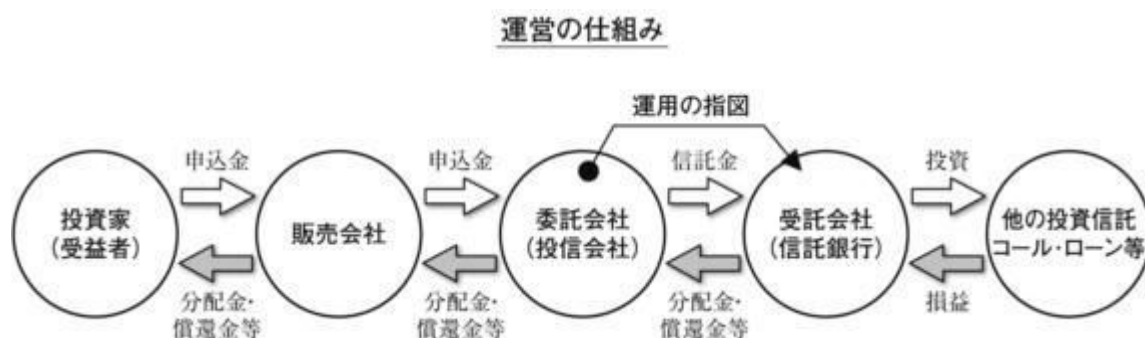 運営の仕組み
運用の指図
申込金
申込金
信託金
投資
投資家
(受益者)
販売会社
委託会社
(投信会社)
受託会社
(信託銀行)
他の投資信託
コール・ローン等
分配金・
償還金等
分配金・
償還金等
分配金・
償還金等
損益